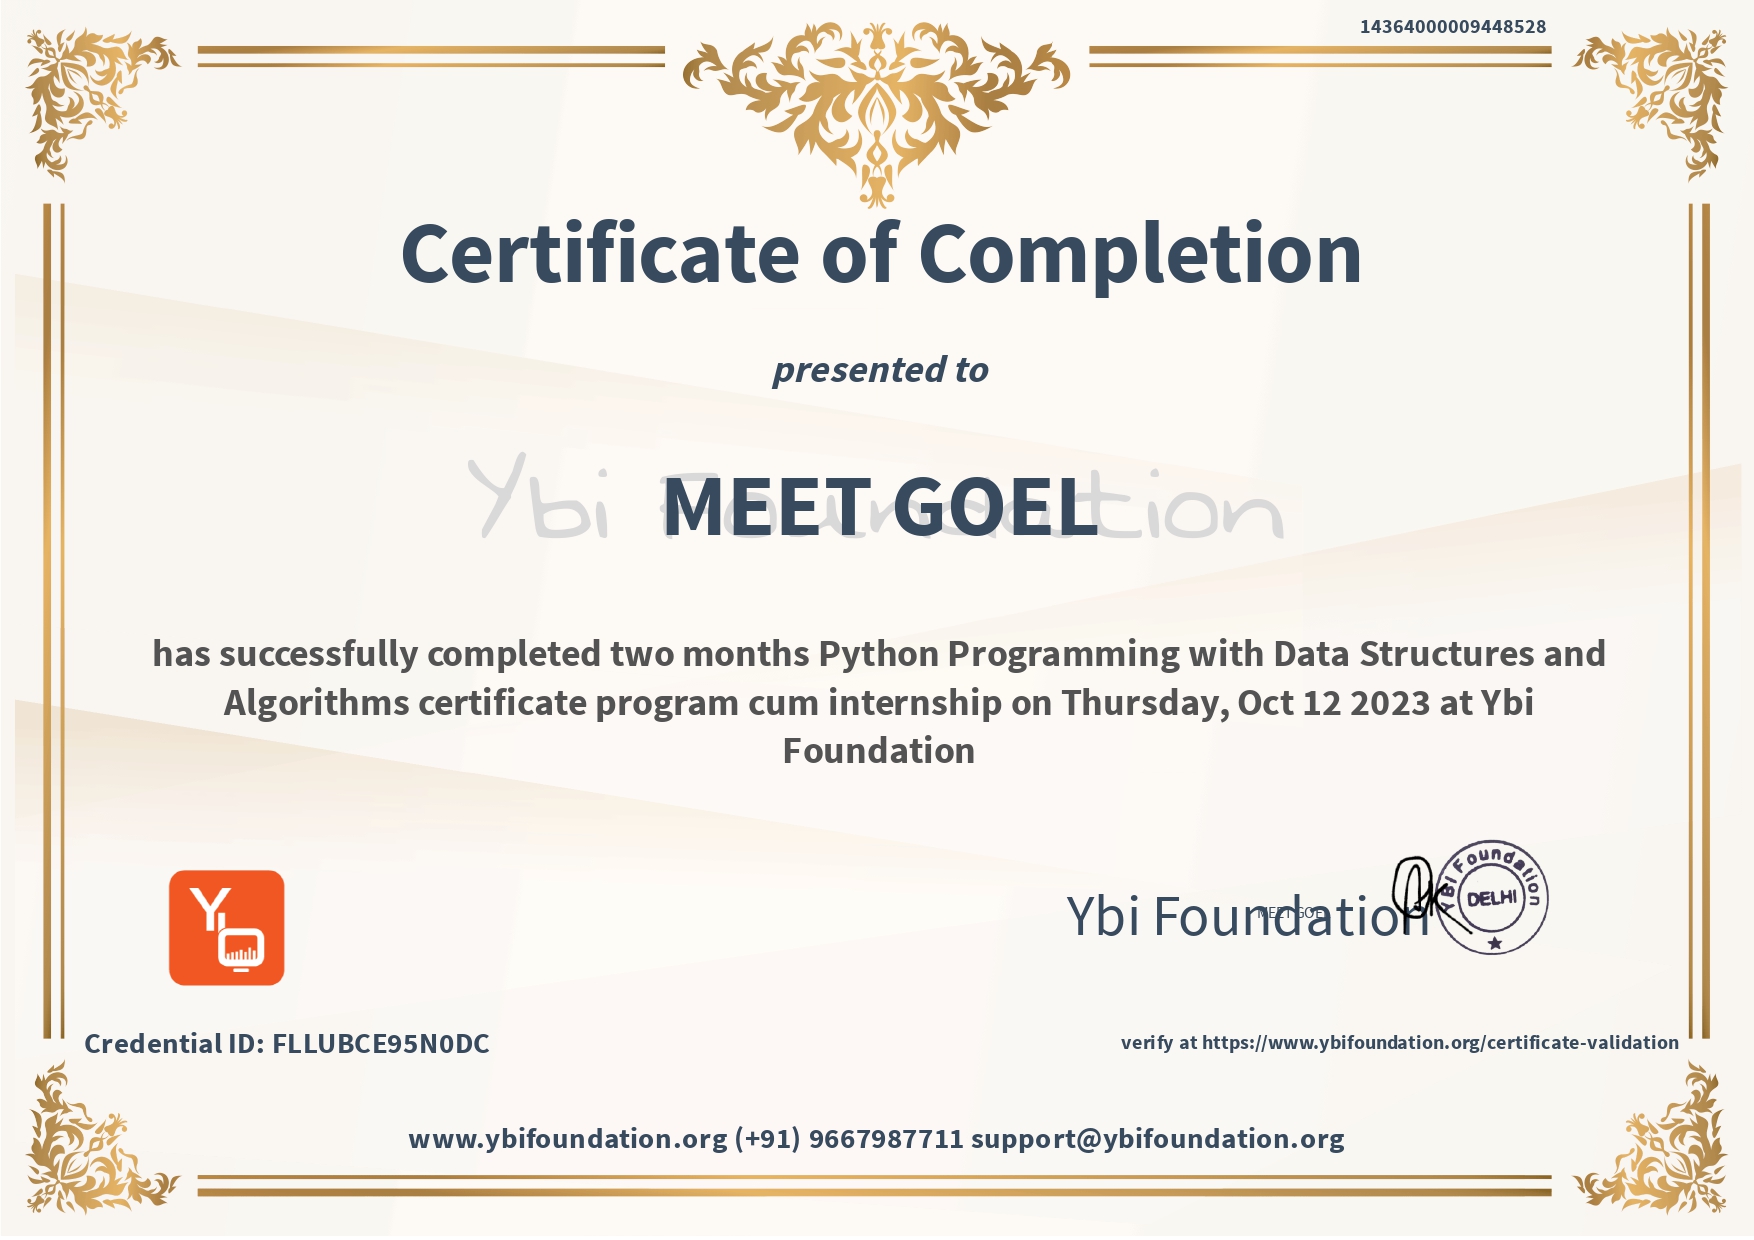 14364000009448528
Certificate of Completion
presented to
Ybi Foundation
MEET GOEL
has successfully completed two months Python Programming with Data Structures and
Algorithms certificate program cum internship on Thursday, Oct 12 2023 at Ybi
Foundation
Y
Ybi Foundation
MEET GOEL
Ybi Foundation
DELHI
Credential ID: FLLUBCE95N0DC
verify at https://www.ybifoundation.org/certificate-validation
www.ybifoundation.org (+91) 9667987711 support@ybifoundation.org